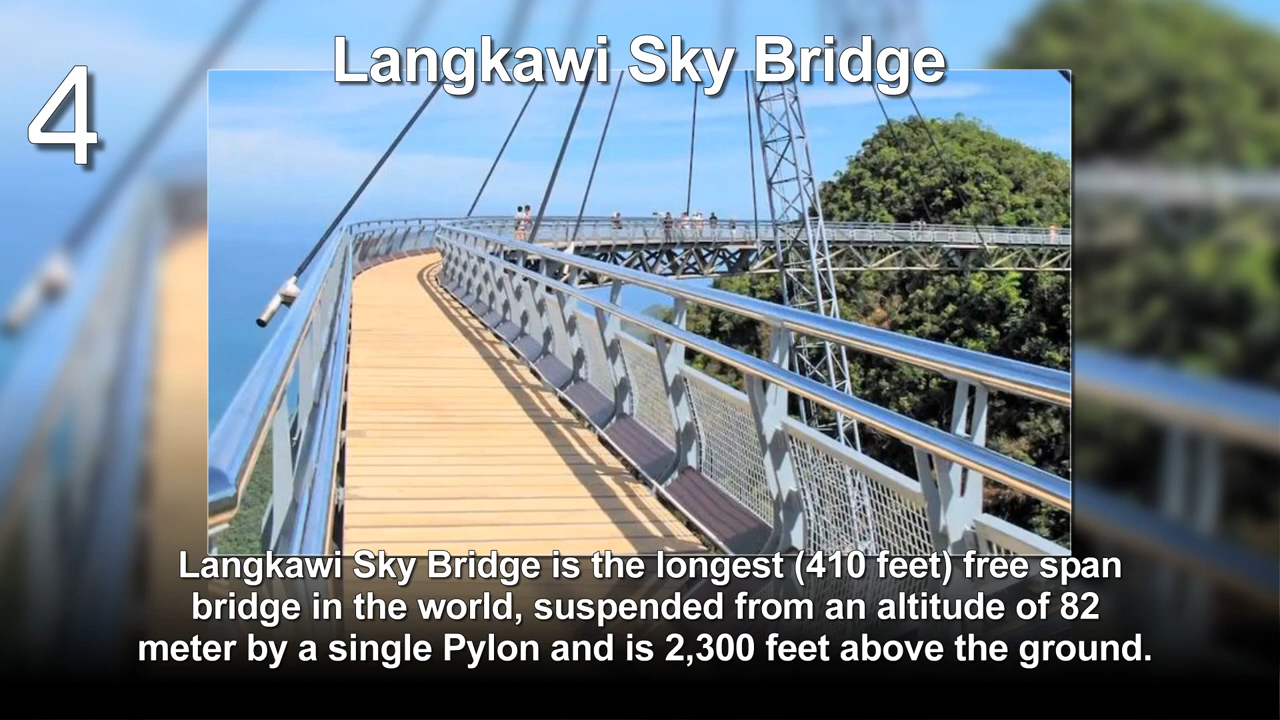 Langkawi Sky Bridge
4
Langkawi Sky Bridge is the longest (410 feet) free span
bridge in the world, suspended from an altitude of 82
meter by a single Pylon and is 2,300 feet above the ground.